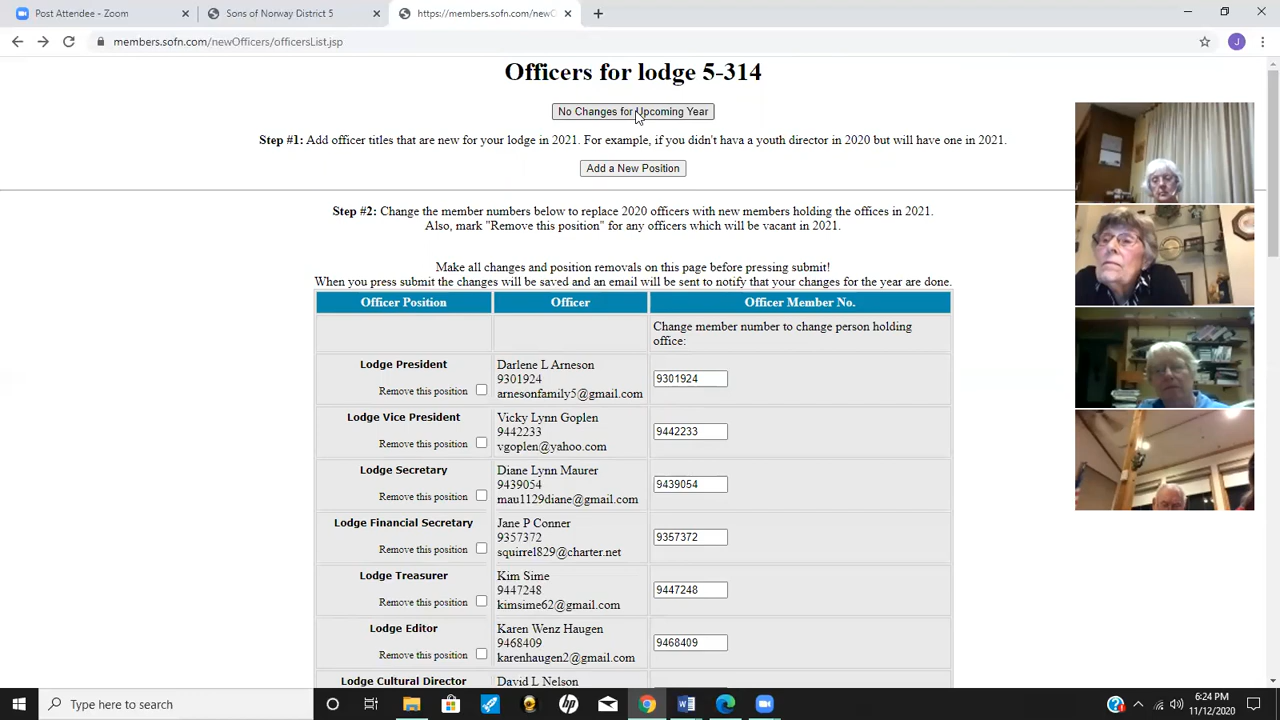 Post Attendee - Zoom
Sons of Norway District 5
https://members.sofn.com/newO
members.sofn.com/newOfficers/officersList.jsp
J
Officers for lodge 5-314
No Changes for Upcoming Year
Step #1: Add officer titles that are new for your lodge in 2021. For example, if you didn't hava a youth director in 2020 but will have one in 2021.
Add a New Position
Step #2: Change the member numbers below to replace 2020 officers with new members holding the offices in 2021.
Also, mark "Remove this position" for any officers which will be vacant in 2021.
Make all changes and position removals on this page before pressing submit!
When you press submit the changes will be saved and an email will be sent to notify that your changes for the year are done.
Officer Position Officer Officer Member No.
Change member number to change person holding
office:
Lodge President
Remove this position
Darlene L Arneson
9301924
arnesonfamily5@gmail.com
9301924
Lodge Vice President
Remove this position
Vicky Lynn Goplen
9442233
vgoplen@yahoo.com
9442233
Lodge Secretary
Remove this position
Diane Lynn Maurer
9439054
mau1129diane@gmail.com
9439054
Lodge Financial Secretary
Remove this position
Jane P Conner
9357372
squirrel829@charter.net
9357372
Lodge Treasurer
Remove this position
Kim Sime
9447248
kimsime62@gmail.com
9447248
Lodge Editor
Remove this position
Karen Wenz Haugen
9468409
karenhaugen2@gmail.com
9468409
Lodge Cultural Director
David L Nelson
Type here to search
hp
6:24 PM
11/12/2020